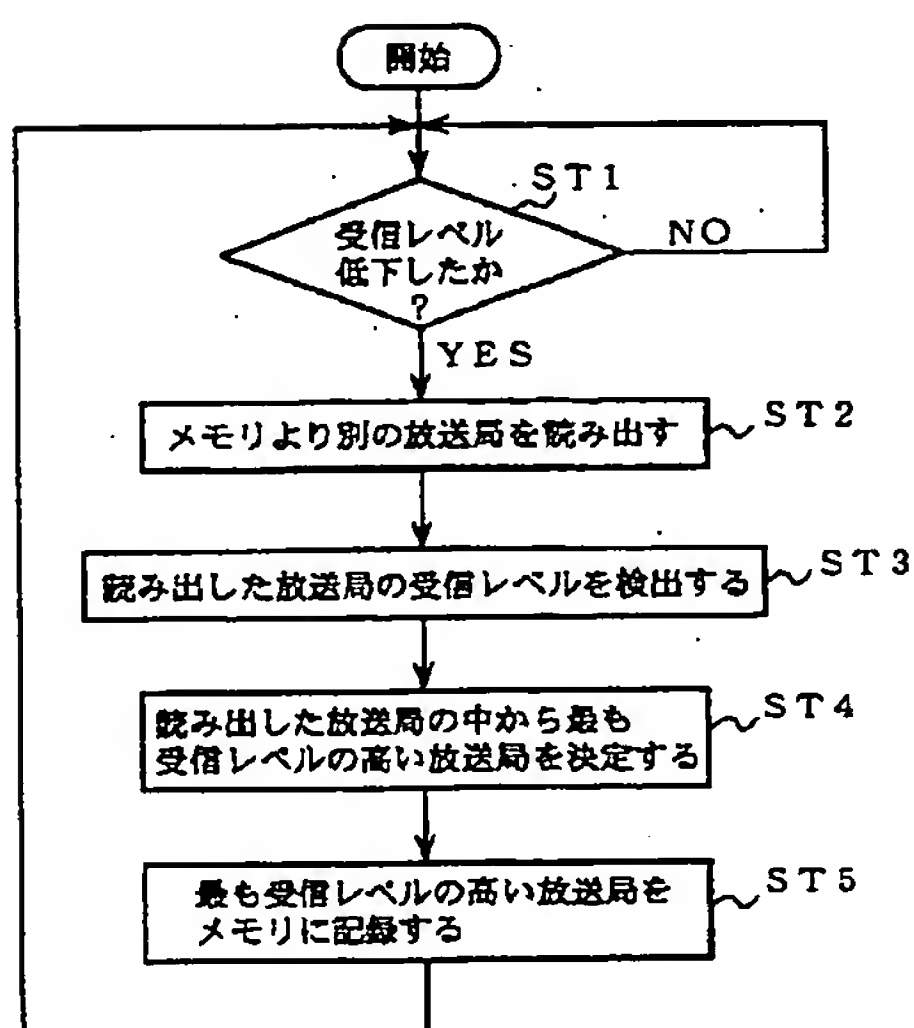 開始
ST1
受信レベル
低下したか
?
NO
YES
メモリより別の放送局を読み出す
ST2
読み出した放送局の受信レベルを検出する
ST3
読み出した放送局の中から最も
受信レベルの高い放送局を決定する
ST4
最も受信レベルの高い放送局を
メモリに記録する
ST5